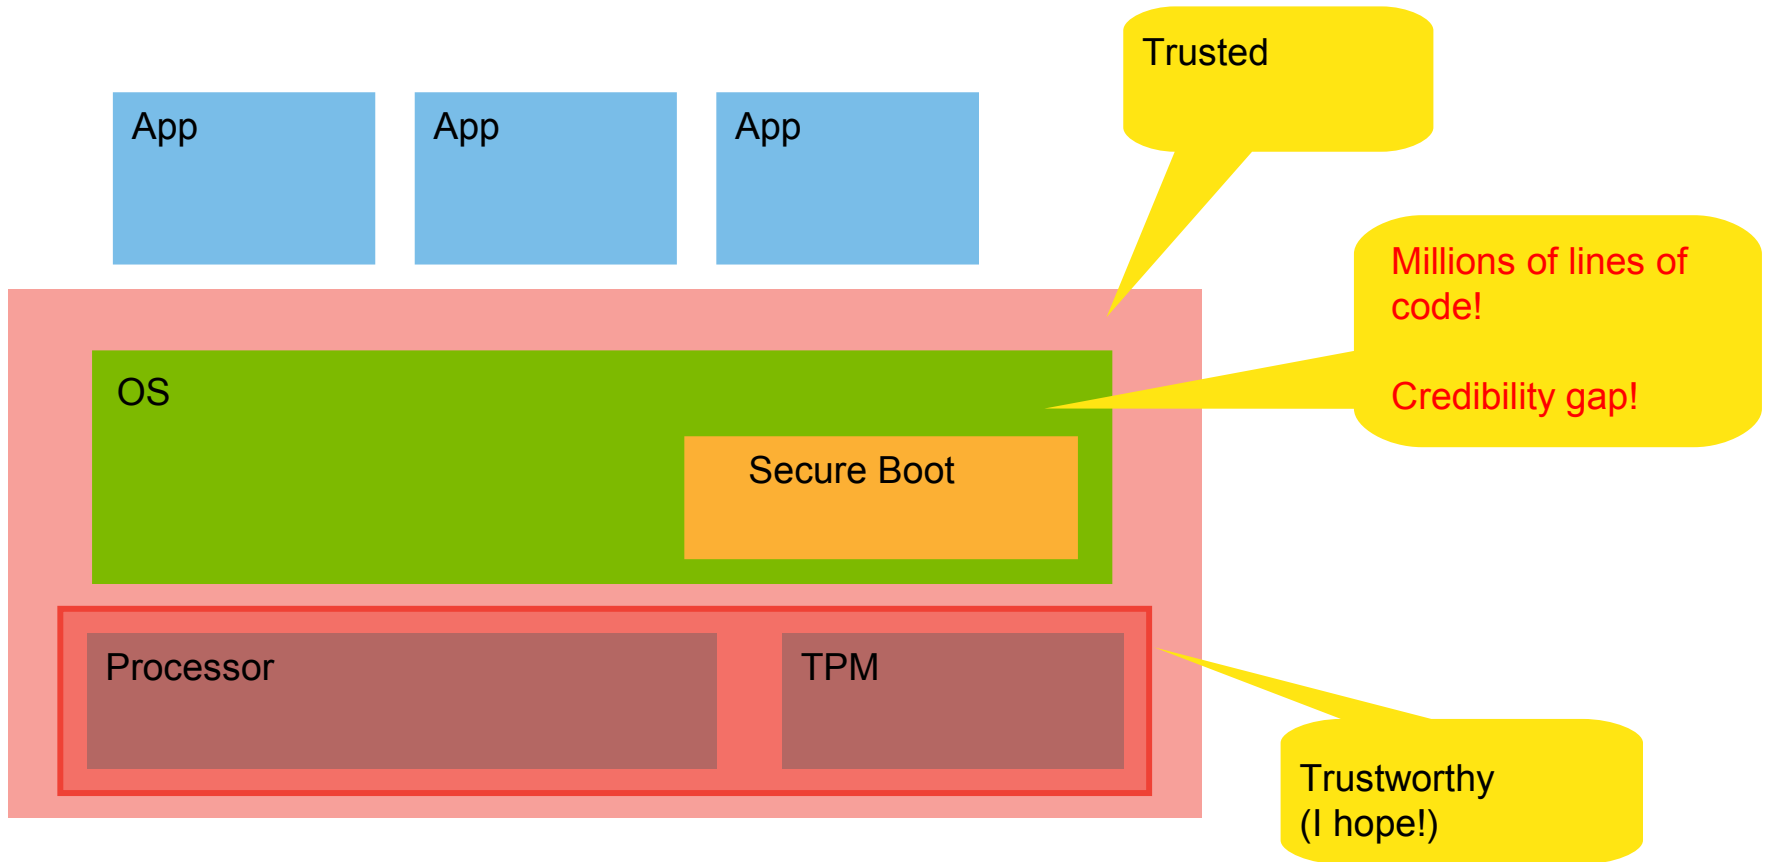 Trusted
App
App
App
Millions of lines of
code!
Credibility gap!
OS
Secure Boot
Processor
TPM
Trustworthy
(I hope!)